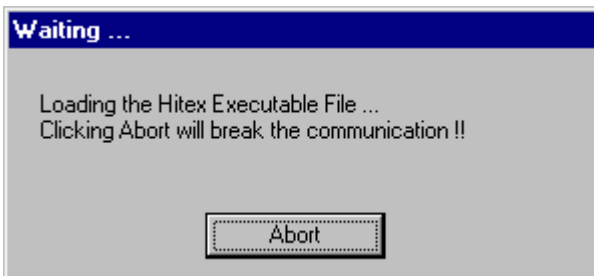 Waiting ...
Loading the Hitex Executable File ...
Clicking Abort will break the communication !!
Abort